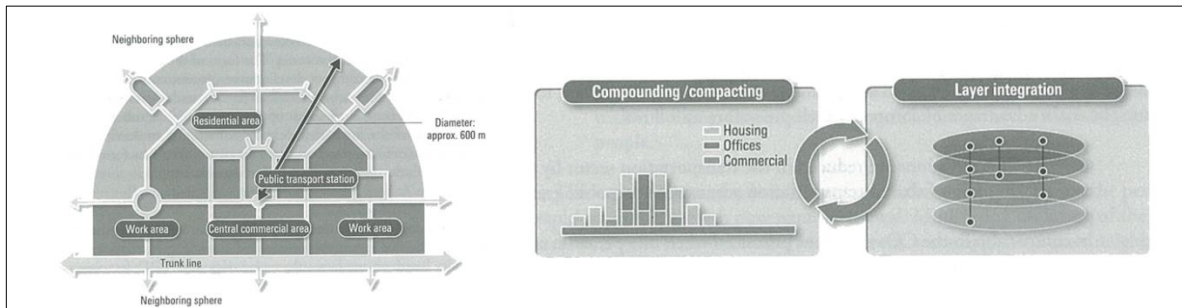 Neighboring sphere
Residential area
Diameter:
approx. 600 m
Public transport station
Work area
Central commercial area
Work area
Trunk line
Neighboring sphere
Compounding/compacting
Housing
Offices
Commercial
Layer integration